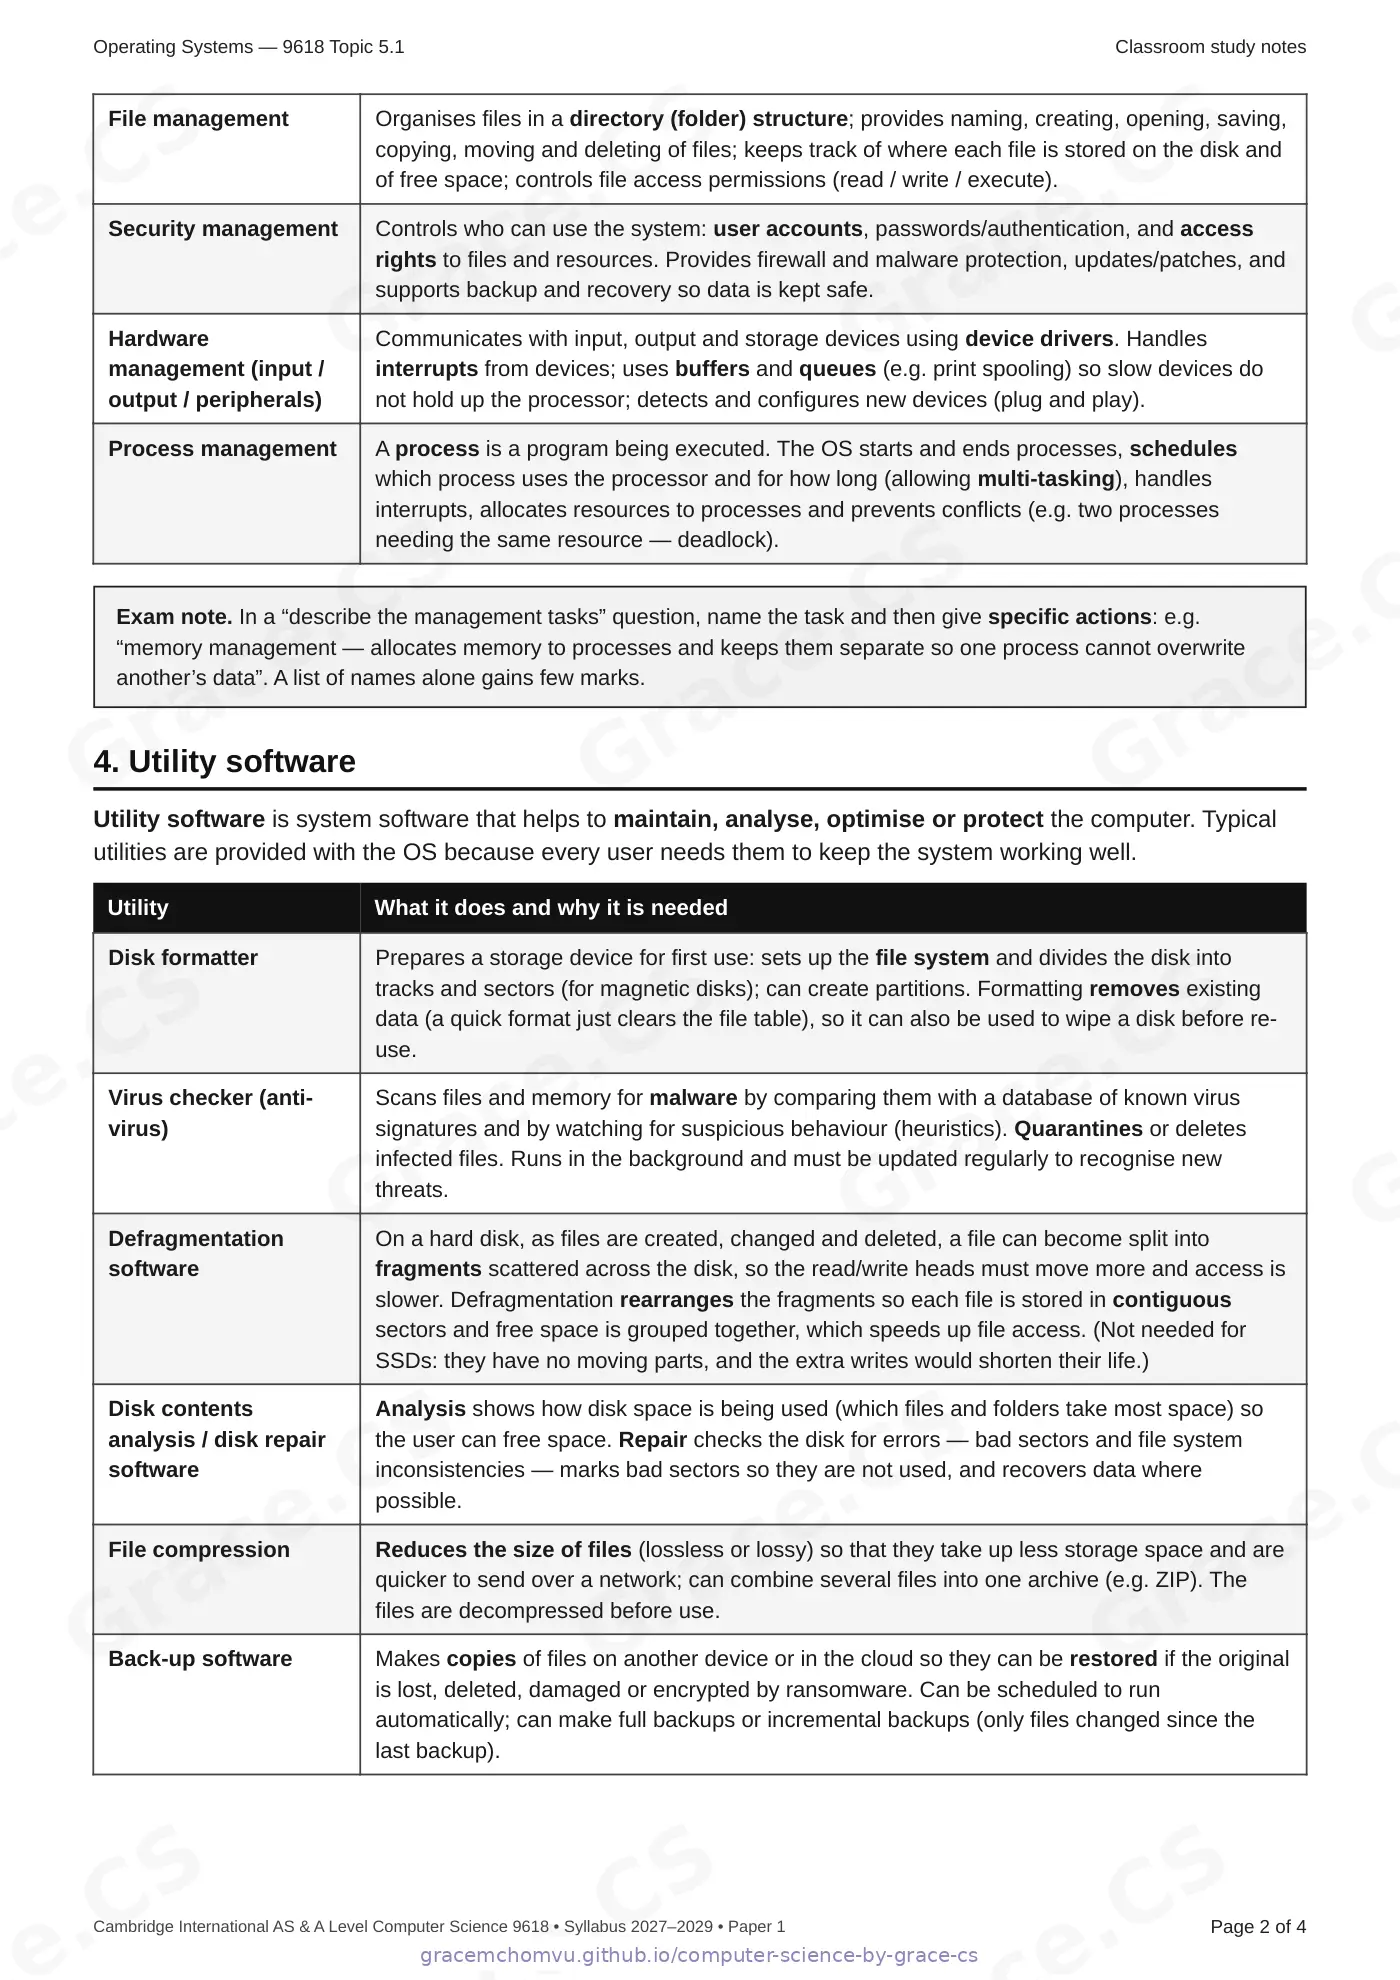 Operating Systems — 9618 Topic 5.1
Classroom study notes
File management
Organises files in a directory (folder) structure; provides naming, creating, opening, saving,
copying, moving and deleting of files; keeps track of where each file is stored on the disk and
of free space; controls file access permissions (read / write / execute).
Security management
Controls who can use the system: user accounts, passwords/authentication, and access
rights to files and resources. Provides firewall and malware protection, updates/patches, and
supports backup and recovery so data is kept safe.
Hardware
management (input /
output / peripherals)
Communicates with input, output and storage devices using device drivers. Handles
interrupts from devices; uses buffers and queues (e.g. print spooling) so slow devices do
not hold up the processor; detects and configures new devices (plug and play).
Process management
A process is a program being executed. The OS starts and ends processes, schedules
which process uses the processor and for how long (allowing multi-tasking), handles
interrupts, allocates resources to processes and prevents conflicts (e.g. two processes
needing the same resource — deadlock).
Exam note. In a “describe the management tasks” question, name the task and then give specific actions: e.g.
“memory management — allocates memory to processes and keeps them separate so one process cannot overwrite
another’s data”. A list of names alone gains few marks.
4. Utility software
Utility software is system software that helps to maintain, analyse, optimise or protect the computer. Typical
utilities are provided with the OS because every user needs them to keep the system working well.
Utility
What it does and why it is needed
Disk formatter
Prepares a storage device for first use: sets up the file system and divides the disk into
tracks and sectors (for magnetic disks); can create partitions. Formatting removes existing
data (a quick format just clears the file table), so it can also be used to wipe a disk before re-
use.
Virus checker (anti-
virus)
Scans files and memory for malware by comparing them with a database of known virus
signatures and by watching for suspicious behaviour (heuristics). Quarantines or deletes
infected files. Runs in the background and must be updated regularly to recognise new
threats.
Defragmentation
software
On a hard disk, as files are created, changed and deleted, a file can become split into
fragments scattered across the disk, so the read/write heads must move more and access is
slower. Defragmentation rearranges the fragments so each file is stored in contiguous
sectors and free space is grouped together, which speeds up file access. (Not needed for
SSDs: they have no moving parts, and the extra writes would shorten their life.)
Disk contents
analysis / disk repair
software
Analysis shows how disk space is being used (which files and folders take most space) so
the user can free space. Repair checks the disk for errors — bad sectors and file system
inconsistencies — marks bad sectors so they are not used, and recovers data where
possible.
File compression
Reduces the size of files (lossless or lossy) so that they take up less storage space and are
quicker to send over a network; can combine several files into one archive (e.g. ZIP). The
files are decompressed before use.
Back-up software
Makes copies of files on another device or in the cloud so they can be restored if the original
is lost, deleted, damaged or encrypted by ransomware. Can be scheduled to run
automatically; can make full backups or incremental backups (only files changed since the
last backup).
Cambridge International AS & A Level Computer Science 9618 • Syllabus 2027–2029 • Paper 1
Page 2 of 4
gracemchomvu.github.io/computer-science-by-grace-cs
Grace.CS